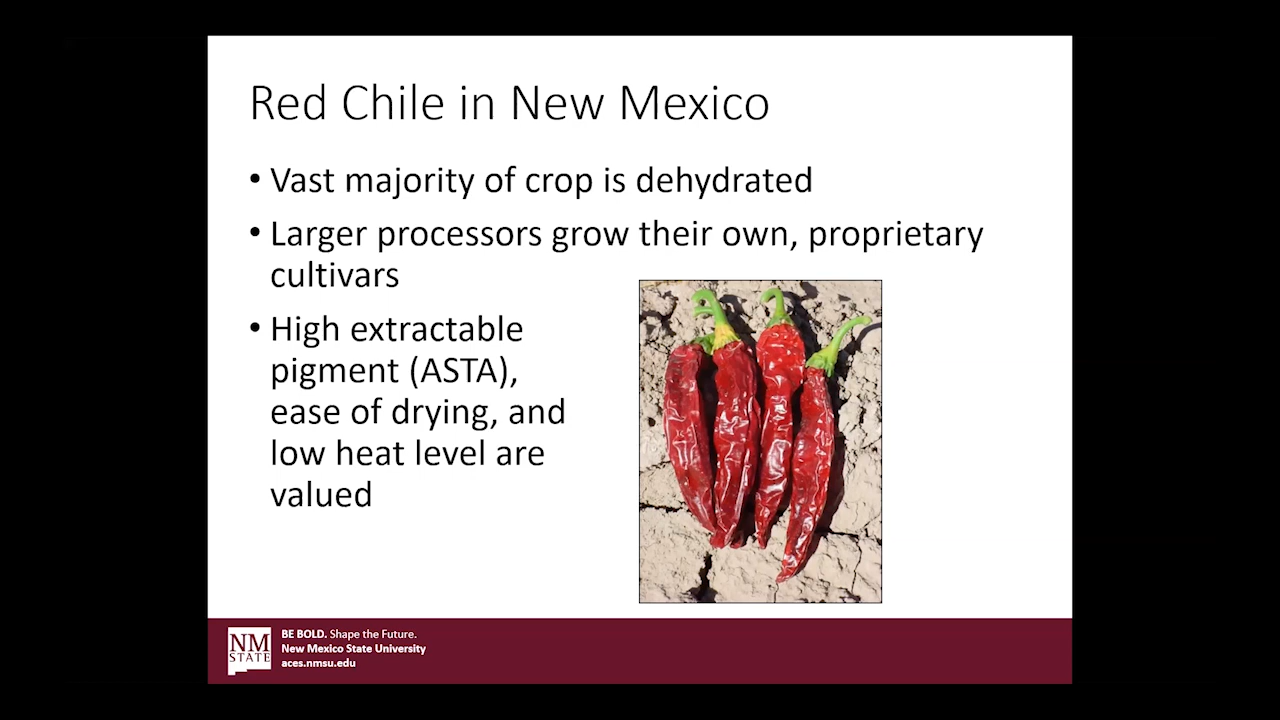 Red Chile in New Mexico
• Vast majority of crop is dehydrated
• Larger processors grow their own, proprietary
cultivars
• High extractable
pigment (ASTA),
ease of drying, and
low heat level are
valued
NM
STATE
BE BOLD. Shape the Future.
New Mexico State University
aces.nmsu.edu